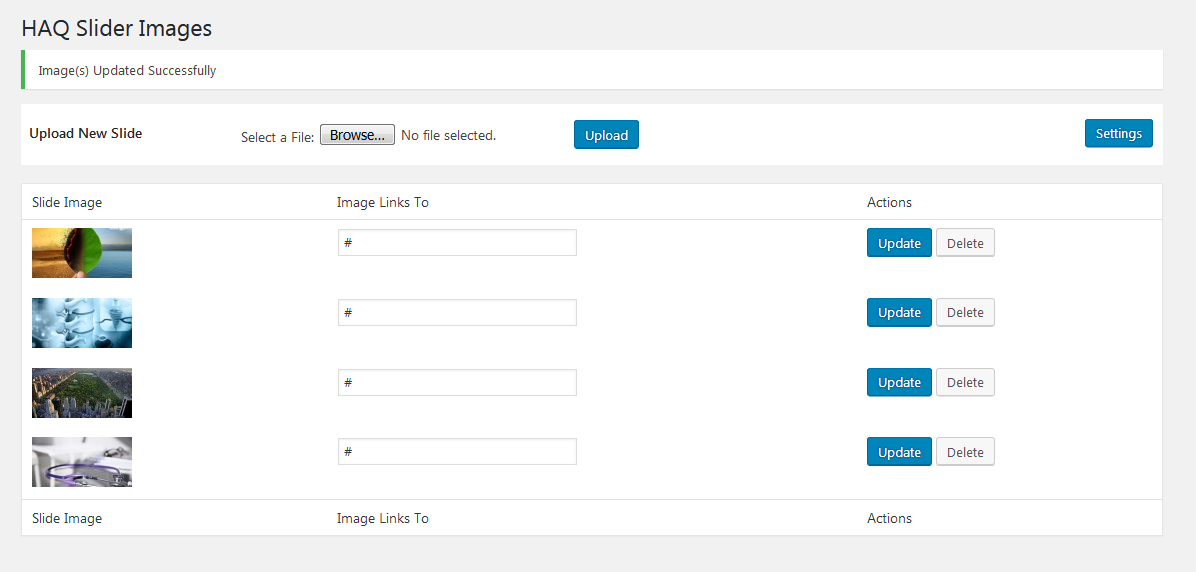 HAQ Slider Images
Image(s) Updated Successfully
Upload New Slide Select a File: Browse... No file selected. Upload Settings
Slide Image Image Links To Actions
# Update Delete
# Update Delete
# Update Delete
# Update Delete
Slide Image Image Links To Actions